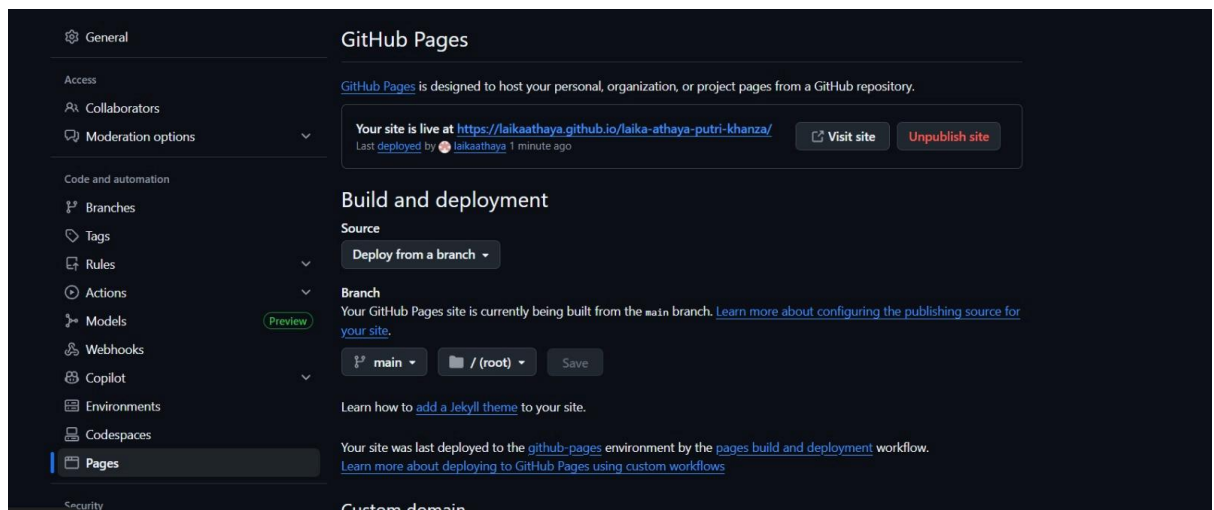 General
Access
Collaborators
Moderation options
Code and automation
Branches
Tags
Rules
Actions
Models Preview
Webhooks
Copilot
Environments
Codespaces
Pages
Security
GitHub Pages
GitHub Pages is designed to host your personal, organization, or project pages from a GitHub repository.
Your site is live at https://laikaathaya.github.io/laika-athaya-putri-khanza/
Last deployed by laikaathaya 1 minute ago
Visit site
Unpublish site
Build and deployment
Source
Deploy from a branch
Branch
Your GitHub Pages site is currently being built from the main branch. Learn more about configuring the publishing source for
your site.
main
/ (root)
Save
Learn how to add a Jekyll theme to your site.
Your site was last deployed to the github-pages environment by the pages build and deployment workflow.
Learn more about deploying to GitHub Pages using custom workflows
Custom domain